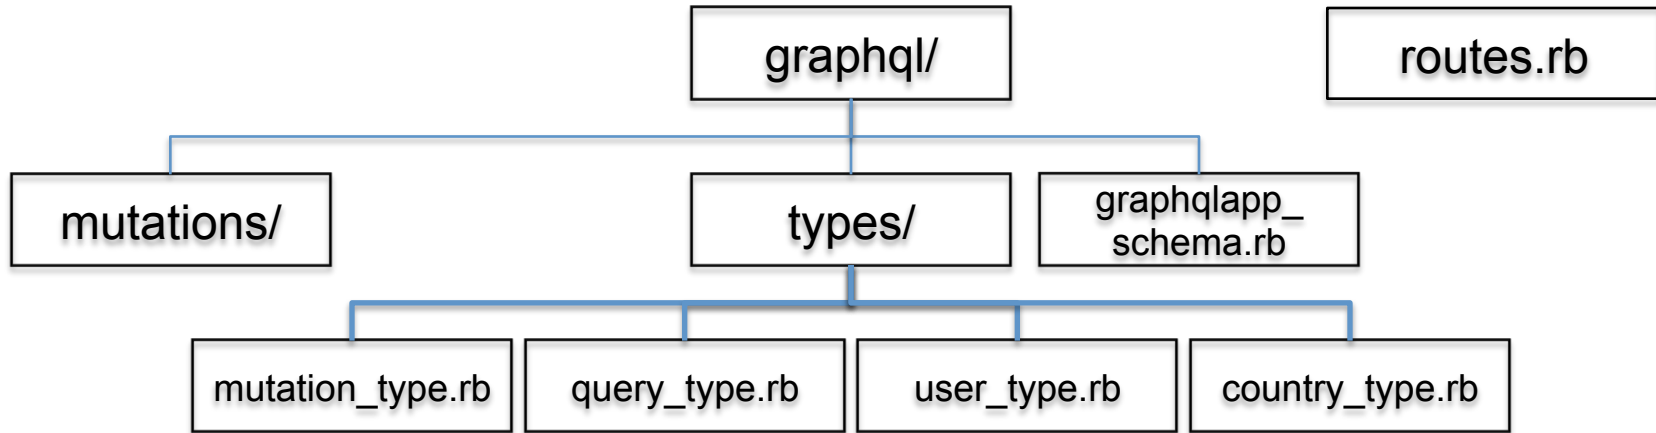 graphql/
routes.rb
mutations/
types/
graphqlapp_
schema.rb
mutation_type.rb
query_type.rb
user_type.rb
country_type.rb